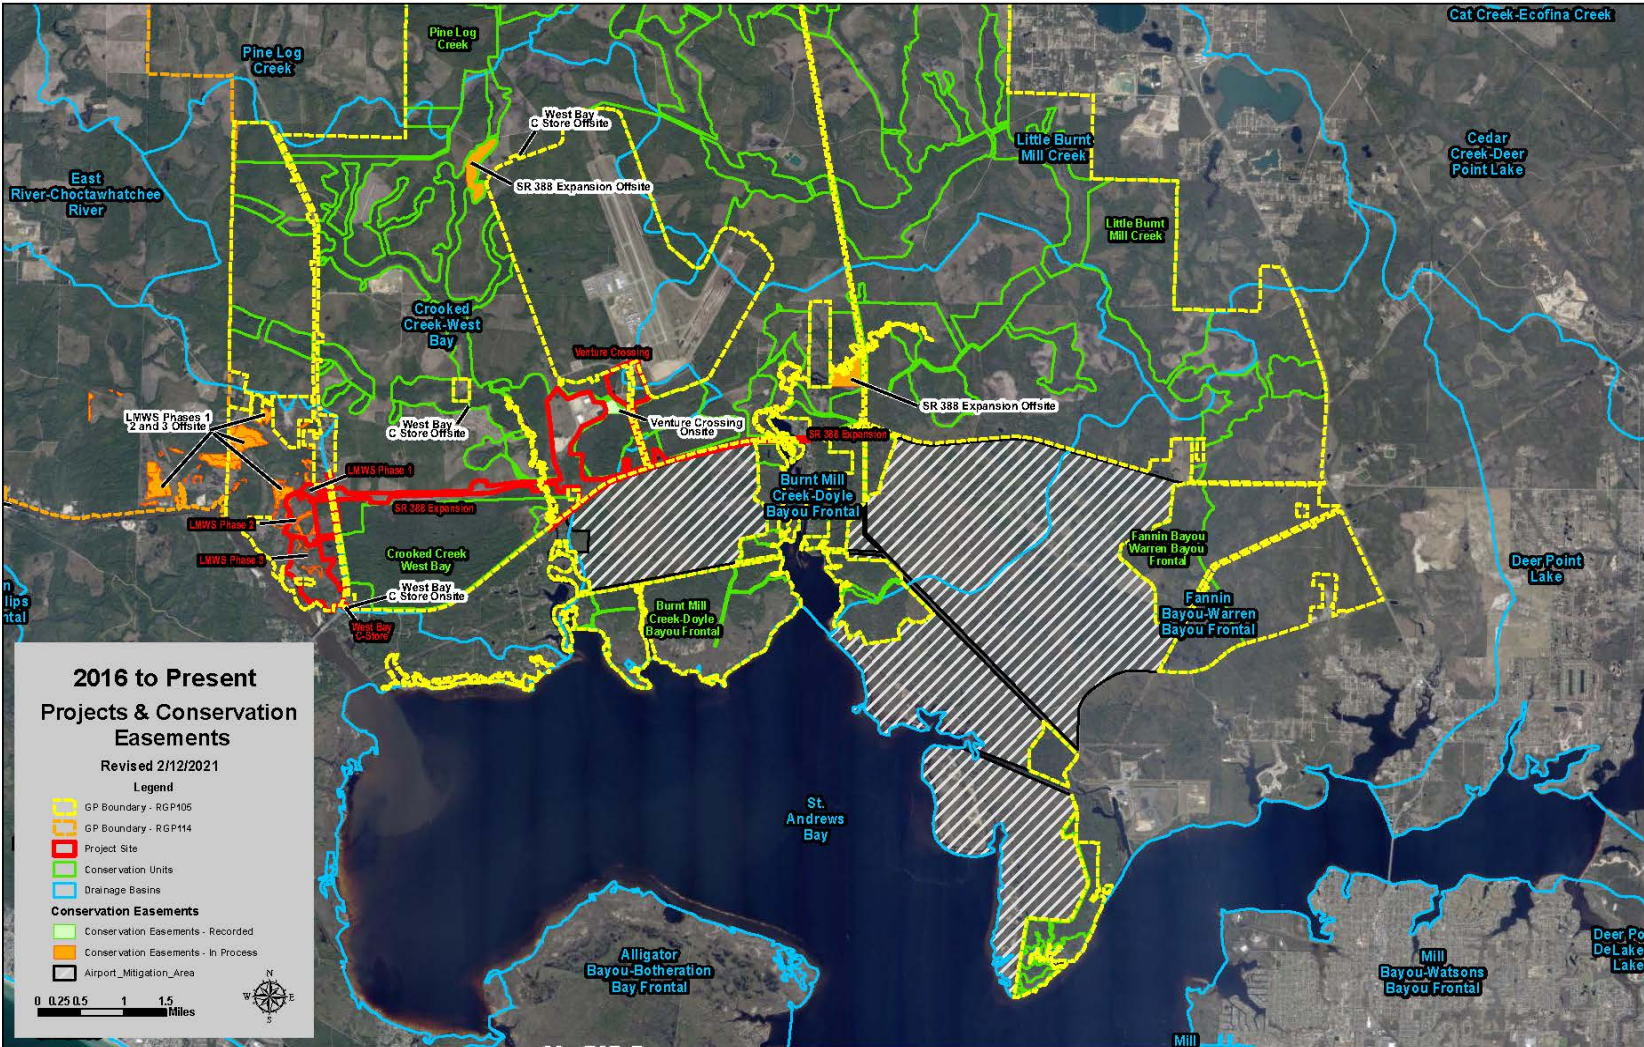 Cat Creek-Ecofina Creek
Pine Log
Creek
Pine Log
Creek
West Bay
C Store Offsite
SR 388 Expansion Offsite
Little Burnt
Mill Creek
Cedar
Creek-Deer
Point Lake
East
River-Choctawhatchee
River
Little Burnt
Mill Creek
Crooked
Creek-West
Bay
Venture Crossing
LMWS Phases 1
2 and 3 Offsite
West Bay
C Store Offsite
Venture Crossing
Onsite
SR 388 Expansion Offsite
SR 388 Expansion
LMWS Phase 1
Burnt Mill
Creek-Doyle
Bayou Frontal
SR 388 Expansion
LMWS Phase 2
LMWS Phase 3
Crooked Creek
West Bay
Fannin Bayou
Warren Bayou
Frontal
Deer Point
Lake
West Bay
C Store Onsite
West Bay
C-Store
Burnt Mill
Creek-Doyle
Bayou Frontal
Fannin
Bayou-Warren
Bayou Frontal
n
lips
ntal
2016 to Present
Projects & Conservation
Easements
Revised 2/12/2021
Legend
GP Boundary - RGP105
GP Boundary - RGP114
Project Site
Conservation Units
Drainage Basins
Conservation Easements
Conservation Easements - Recorded
Conservation Easements - In Process
Airport_Mitigation_Area
0 0.25 0.5 1 1.5
Miles
N
W E
S
St.
Andrews
Bay
Alligator
Bayou-Botheration
Bay Frontal
Mill
Bayou-Watsons
Bayou Frontal
Deer Po
DeLake
Lake
Mill